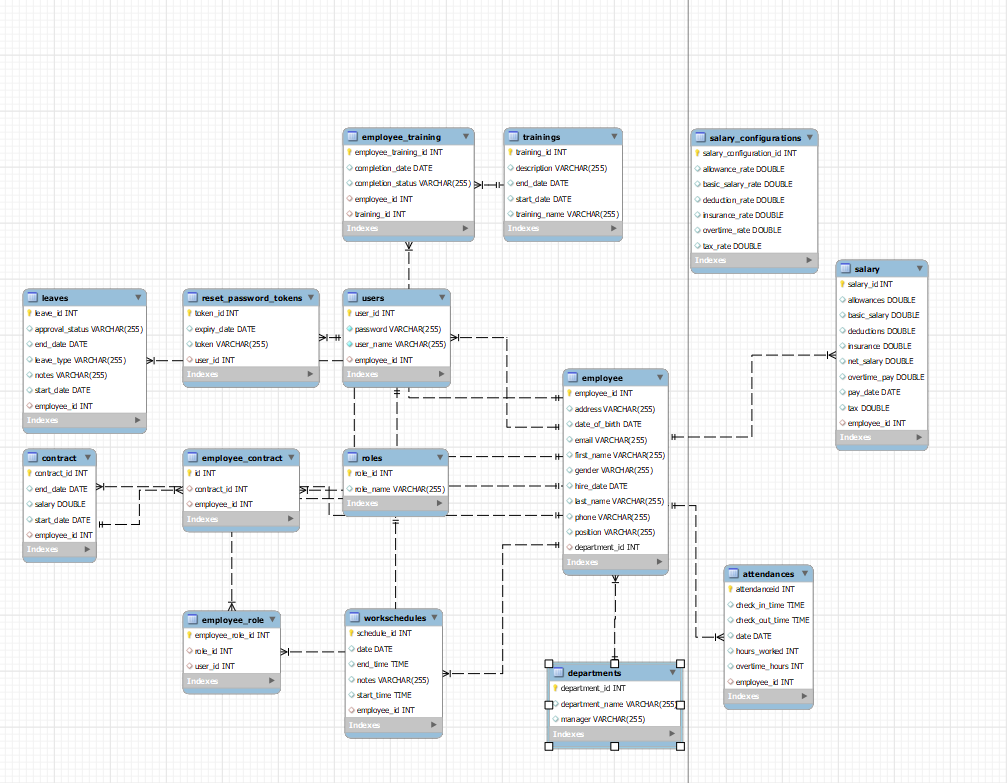 employee_training
employee_training_id INT
completion_date DATE
completion_status VARCHAR(255)
employee_id INT
training_id INT
Indexes
trainings
training_id INT
description VARCHAR(255)
end_date DATE
start_date DATE
training_name VARCHAR(255)
Indexes
salary_configurations
salary_configuration_id INT
allowance_rate DOUBLE
basic_salary_rate DOUBLE
deduction_rate DOUBLE
insurance_rate DOUBLE
overtime_rate DOUBLE
tax_rate DOUBLE
Indexes
salary
salary_id INT
allowances DOUBLE
basic_salary DOUBLE
deductions DOUBLE
insurance DOUBLE
net_salary DOUBLE
overtime_pay DOUBLE
pay_date DATE
tax DOUBLE
employee_id INT
Indexes
leaves
leave_id INT
approval_status VARCHAR(255)
end_date DATE
leave_type VARCHAR(255)
notes VARCHAR(255)
start_date DATE
employee_id INT
Indexes
reset_password_tokens
token_id INT
expiry_date DATE
token VARCHAR(255)
user_id INT
Indexes
users
user_id INT
password VARCHAR(255)
user_name VARCHAR(255)
employee_id INT
Indexes
employee
employee_id INT
address VARCHAR(255)
date_of_birth DATE
email VARCHAR(255)
first_name VARCHAR(255)
gender VARCHAR(255)
hire_date DATE
last_name VARCHAR(255)
phone VARCHAR(255)
position VARCHAR(255)
department_id INT
Indexes
contract
contract_id INT
end_date DATE
salary DOUBLE
start_date DATE
employee_id INT
Indexes
employee_contract
id INT
contract_id INT
employee_id INT
Indexes
roles
role_id INT
role_name VARCHAR(255)
Indexes
attendances
attendanceid INT
check_in_time TIME
check_out_time TIME
date DATE
hours_worked INT
overtime_hours INT
employee_id INT
Indexes
employee_role
employee_role_id INT
role_id INT
user_id INT
Indexes
workschedules
schedule_id INT
date DATE
end_time TIME
notes VARCHAR(255)
start_time TIME
employee_id INT
Indexes
departments
department_id INT
department_name VARCHAR(255)
manager VARCHAR(255)
Indexes